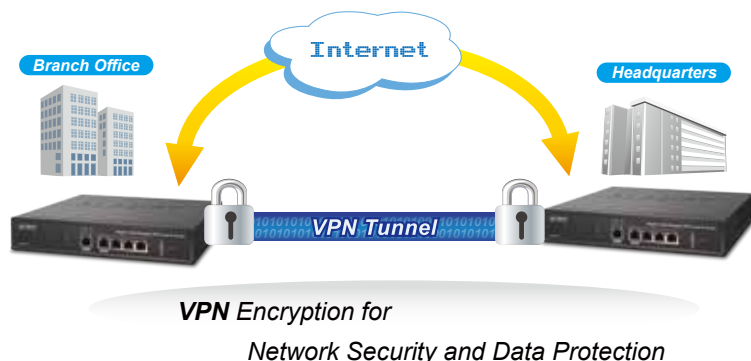 Internet
Branch Office
Headquarters
VPN Tunnel
VPN Encryption for
Network Security and Data Protection